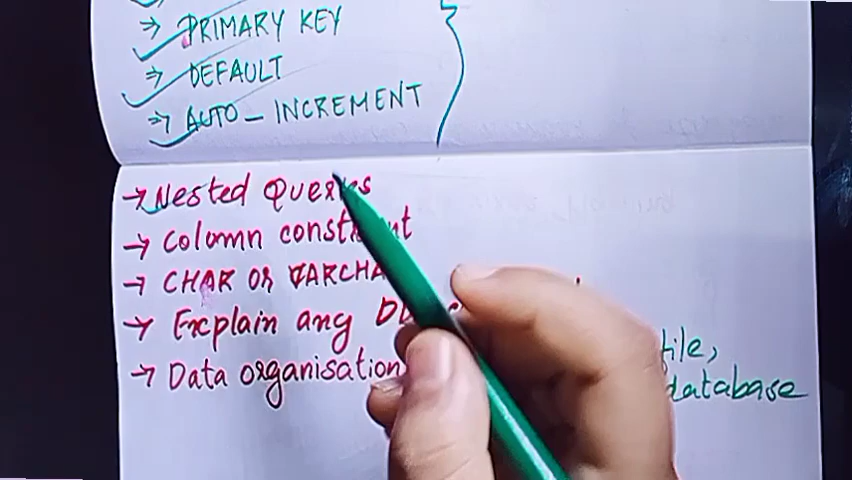 → PRIMARY KEY
→ DEFAULT
→ AUTO-INCREMENT
→ Nested Queries
→ Column constraint
→ CHAR or VARCHA
→ Explain any
→ Data organisation
file,
database